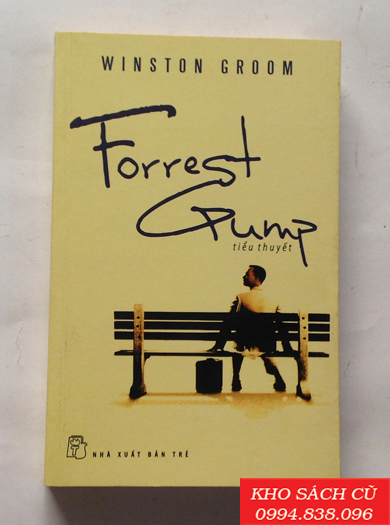 WINSTON GROOM
Forrest
Gump
tiểu thuyết
NHÀ XUẤT BẢN TRẺ
KHO SÁCH CŨ
0994.838.096